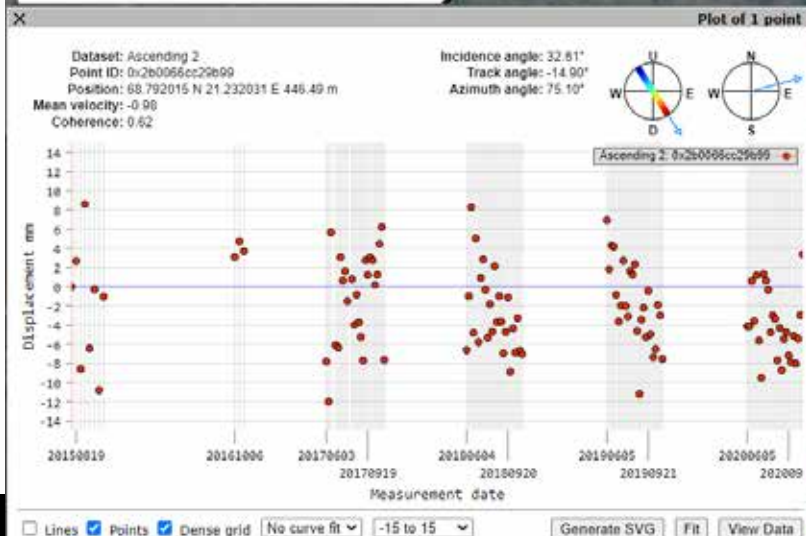 Plot of 1 point
Dataset: Ascending 2
Point ID: 0x2b0066cc29b99
Position: 68.792015 N 21.232031 E 446.49 m
Mean velocity: -0.98
Coherence: 0.62
Incidence angle: 32.61°
Track angle: -14.90°
Azimuth angle: 75.10°
U
W E
D
N
W E
S
Ascending 2: 0x2b0066cc29b99
14
12
10
8
6
4
2
0
-2
-4
-6
-8
-10
-12
-14
Displacement mm
20150819 20161006 20170603 20180604 20190605 20200605
20170919 20180920 20190921 202009
Measurement date
Lines Points Dense grid No curve fit -15 to 15 Generate SVG Fit View Data